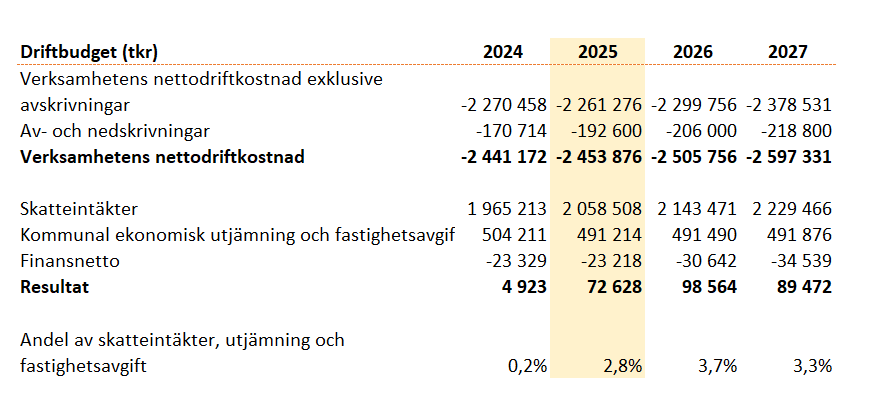 Driftbudget (tkr) 2024 2025 2026 2027
Verksamhetens nettodriftkostnad exklusive
avskrivningar -2 270 458 -2 261 276 -2 299 756 -2 378 531
Av- och nedskrivningar -170 714 -192 600 -206 000 -218 800
Verksamhetens nettodriftkostnad -2 441 172 -2 453 876 -2 505 756 -2 597 331
Skatteintäkter 1 965 213 2 058 508 2 143 471 2 229 466
Kommunal ekonomisk utjämning och fastighetsavgif 504 211 491 214 491 490 491 876
Finansnetto -23 329 -23 218 -30 642 -34 539
Resultat 4 923 72 628 98 564 89 472
Andel av skatteintäkter, utjämning och
fastighetsavgift 0,2% 2,8% 3,7% 3,3%